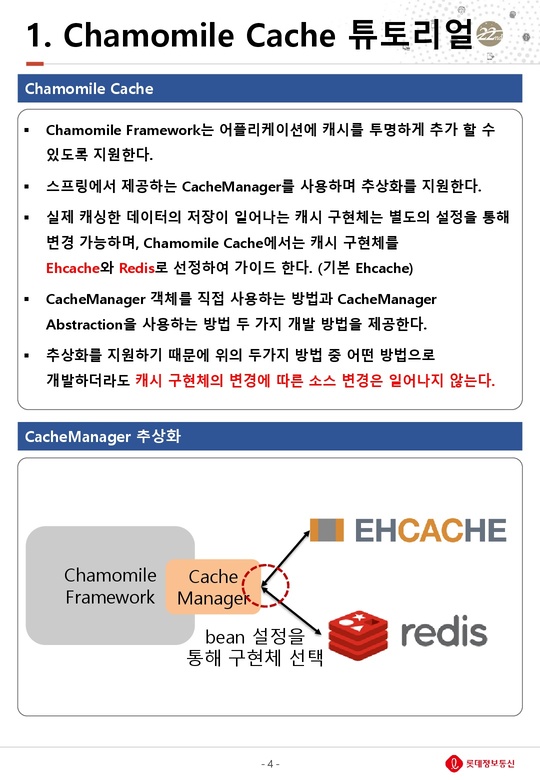 1. Chamomile Cache 튜토리얼
22
Chamomile Cache
▪ Chamomile Framework는 어플리케이션에 캐시를 투명하게 추가 할 수
있도록 지원한다.
▪ 스프링에서 제공하는 CacheManager를 사용하며 추상화를 지원한다.
▪ 실제 캐싱한 데이터의 저장이 일어나는 캐시 구현체는 별도의 설정을 통해
변경 가능하며, Chamomile Cache에서는 캐시 구현체를
Ehcache와 Redis로 선정하여 가이드 한다. (기본 Ehcache)
▪ CacheManager 객체를 직접 사용하는 방법과 CacheManager
Abstraction을 사용하는 방법 두 가지 개발 방법을 제공한다.
▪ 추상화를 지원하기 때문에 위의 두가지 방법 중 어떤 방법으로
개발하더라도 캐시 구현체의 변경에 따른 소스 변경은 일어나지 않는다.
CacheManager 추상화
EHCACHE
Chamomile
Framework
Cache
Manager
redis
bean 설정을
통해 구현체 선택
- 4 -
롯데정보통신